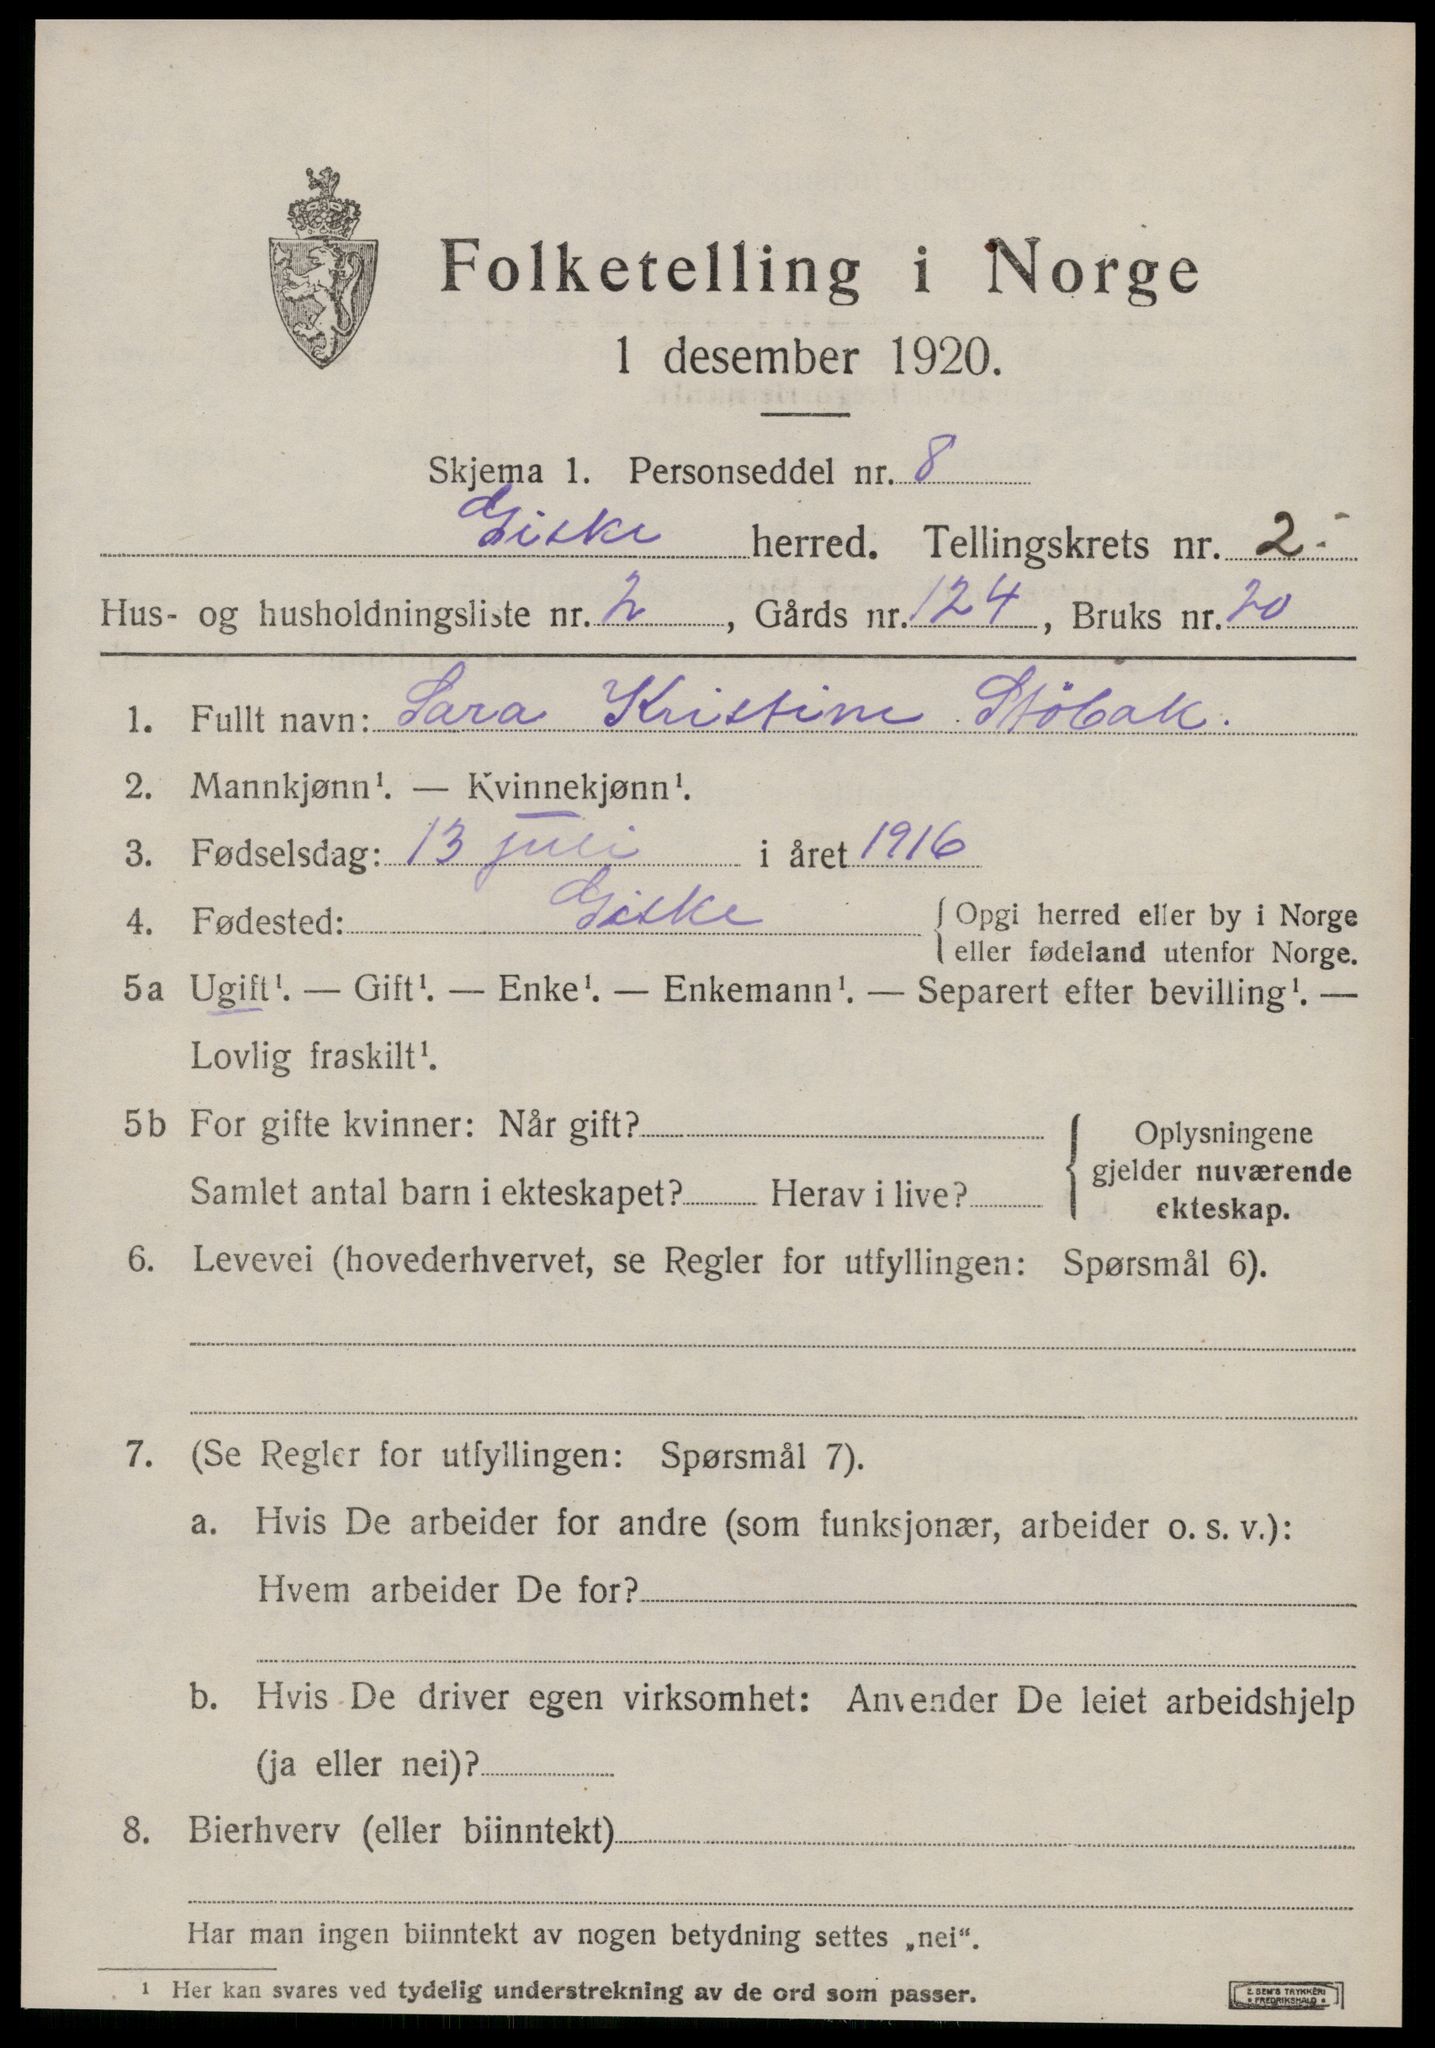 Folketelling i Norge
1 desember 1920.
Skjema 1. Personseddel nr. 8
Giske herred. Tellingskrets nr. 2-
Hus- og husholdningsliste nr. 2, Gårds nr. 124, Bruks nr. 20
1. Fullt navn: Sara Kristine Stöbak.
2. Mannkjønn¹. — Kvinnekjønn¹.
3. Fødselsdag: 13 juli i året 1916
4. Fødested: Giske { Opgi herred eller by i Norge
eller fødeland utenfor Norge.
5a Ugift¹. — Gift¹. — Enke¹. — Enkemann¹. — Separert efter bevilling¹. —
Lovlig fraskilt¹.
5b For gifte kvinner: Når gift?
Samlet antal barn i ekteskapet? Herav i live?
{ Oplysningene
gjelder nuværende
ekteskap.
6. Levevei (hovederhvervet, se Regler for utfyllingen: Spørsmål 6).
7. (Se Regler for utfyllingen: Spørsmål 7).
a. Hvis De arbeider for andre (som funksjonær, arbeider o. s. v.):
Hvem arbeider De for?
b. Hvis De driver egen virksomhet: Anvender De leiet arbeidshjelp
(ja eller nei)?
8. Bierhverv (eller biinntekt)
Har man ingen biinntekt av nogen betydning settes „nei“.
¹ Her kan svares ved tydelig understrekning av de ord som passer.
E. SEM'S TRYKKERI
• FREDRIKSHALD •